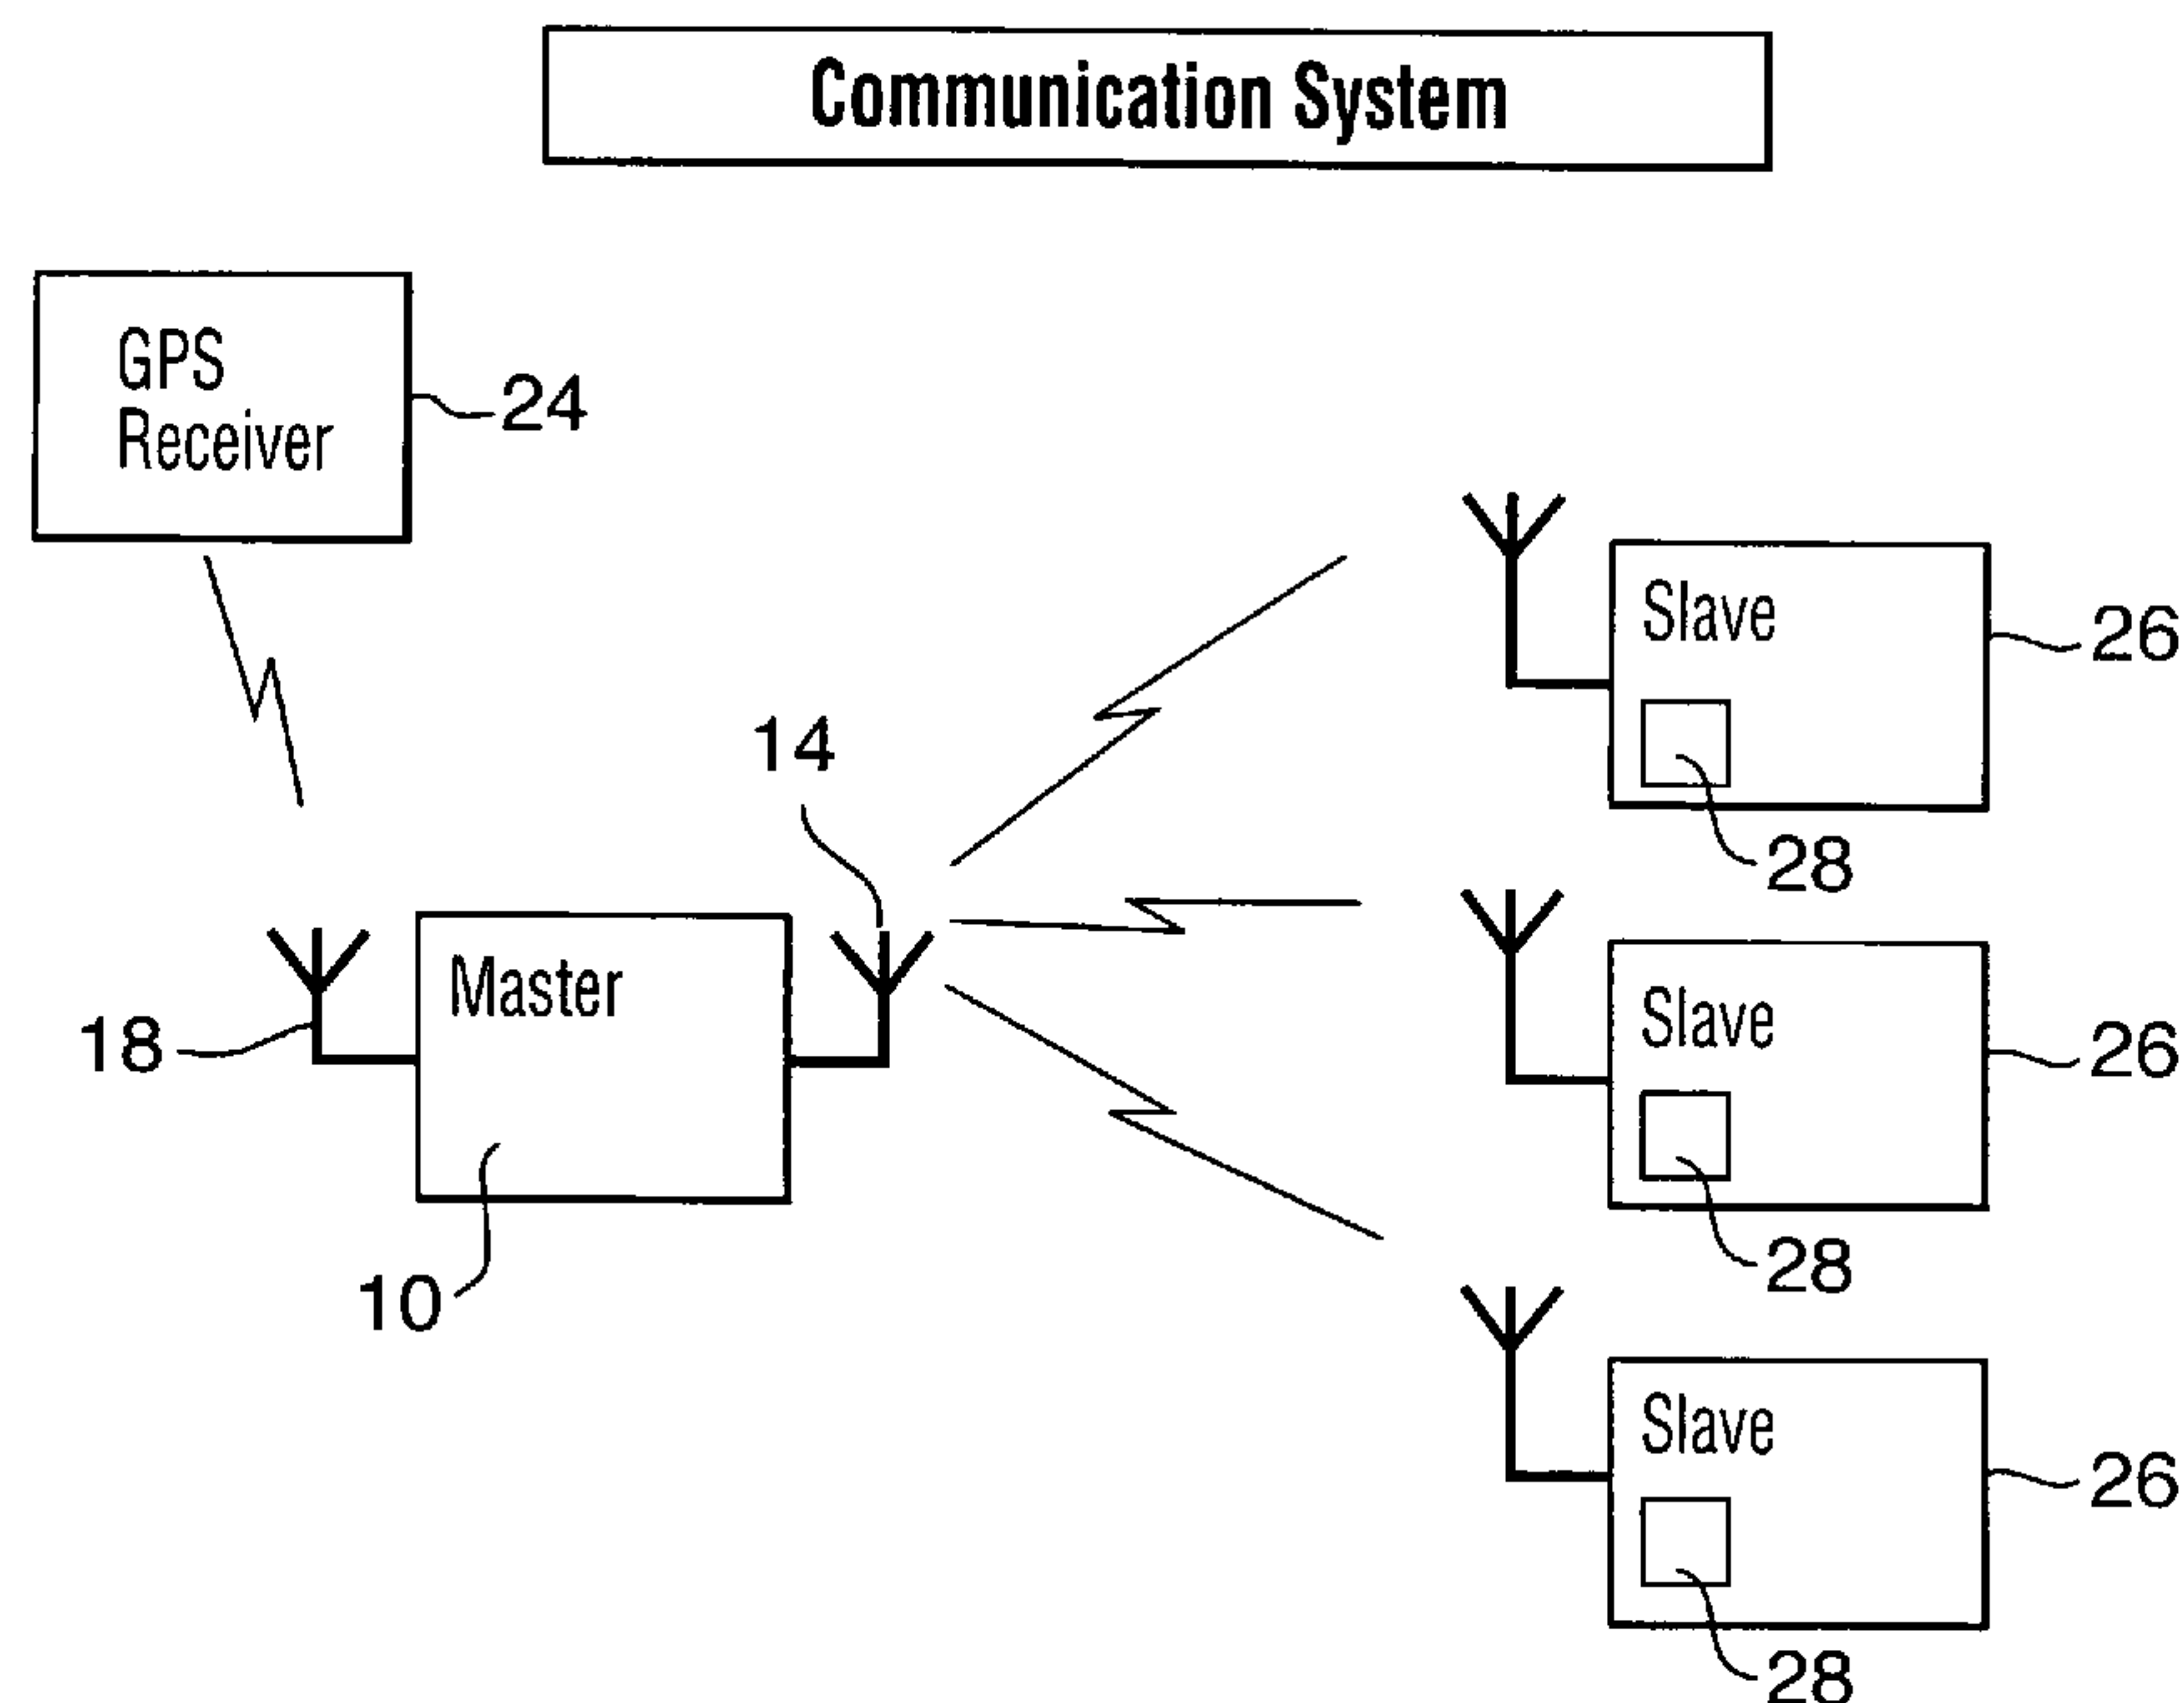 Communication System
GPS
Receiver
24
Slave
26
14
28
Master
18
Slave
26
10
28
Slave
26
28